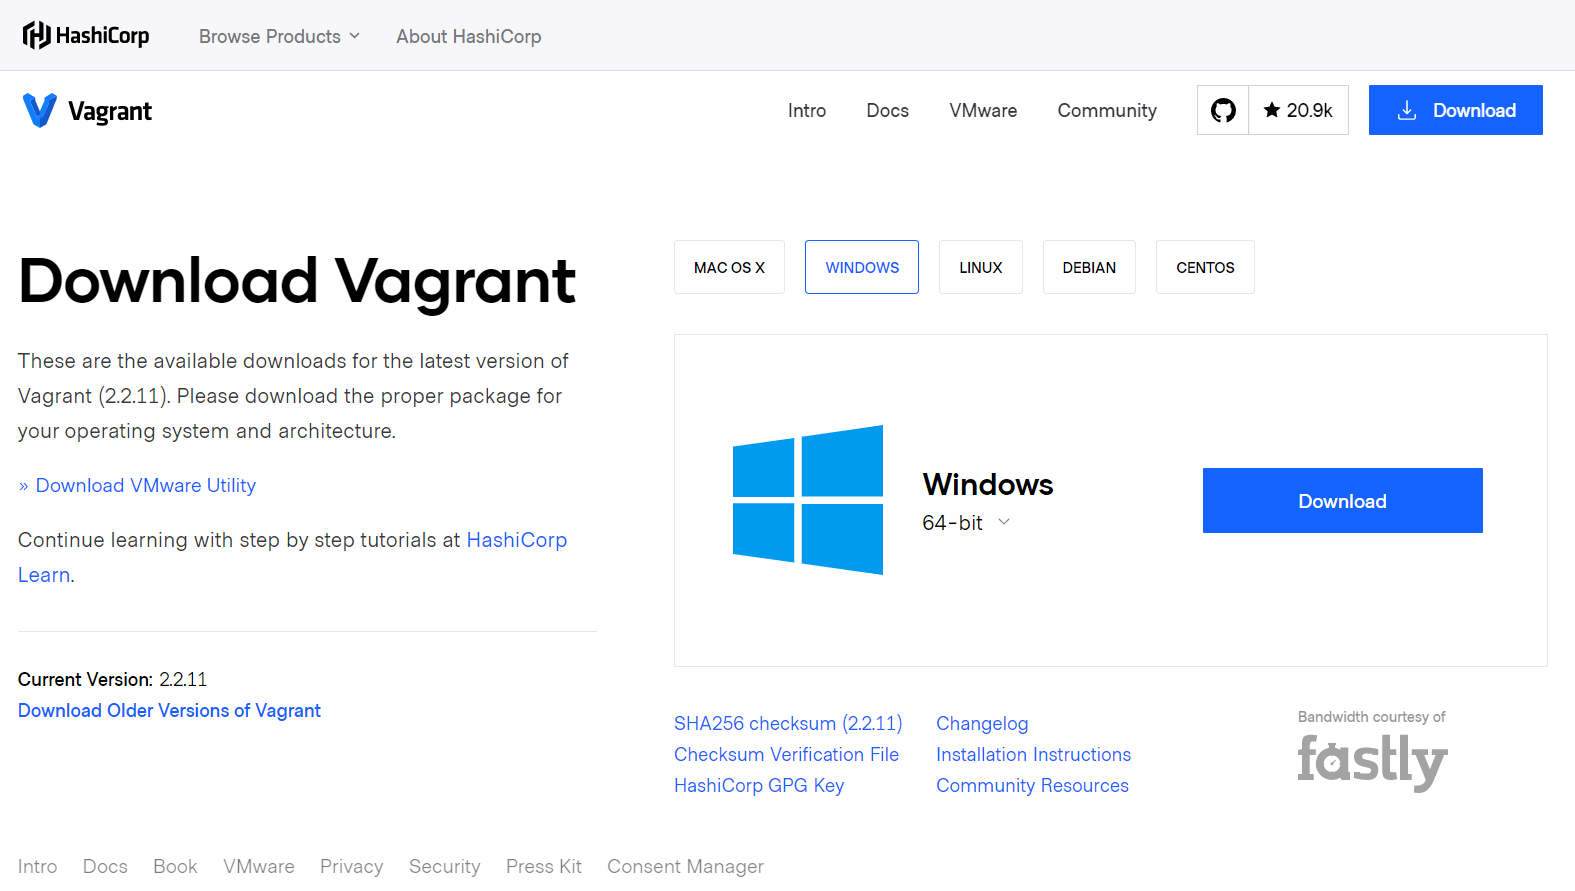 HashiCorp
Browse Products
About HashiCorp
Vagrant
Intro
Docs
VMware
Community
20.9k
Download
Download Vagrant
These are the available downloads for the latest version of
Vagrant (2.2.11). Please download the proper package for
your operating system and architecture.
» Download VMware Utility
Continue learning with step by step tutorials at HashiCorp
Learn.
Current Version: 2.2.11
Download Older Versions of Vagrant
MAC OS X
WINDOWS
LINUX
DEBIAN
CENTOS
Windows
64-bit
Download
SHA256 checksum (2.2.11)
Checksum Verification File
HashiCorp GPG Key
Changelog
Installation Instructions
Community Resources
Bandwidth courtesy of
fastly
Intro
Docs
Book
VMware
Privacy
Security
Press Kit
Consent Manager